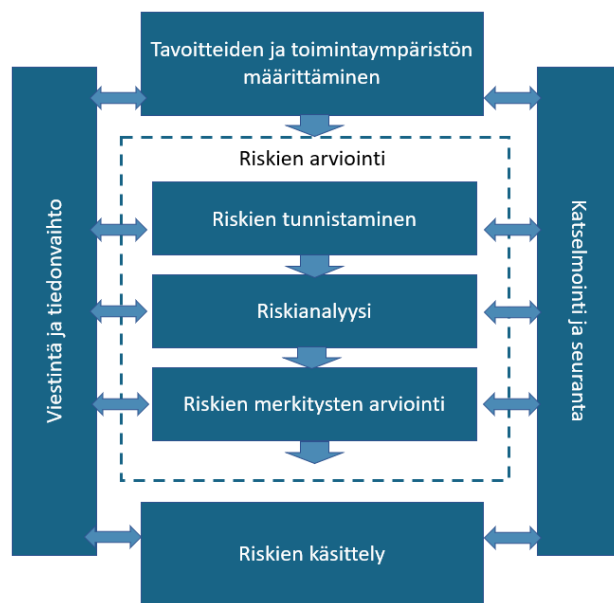 Tavoitteiden ja toimintaympäristön
määrittäminen
Viestintä ja tiedonvaihto
Riskien arviointi
Riskien tunnistaminen
Riskianalyysi
Riskien merkitysten arviointi
Katselmointi ja seuranta
Riskien käsittely